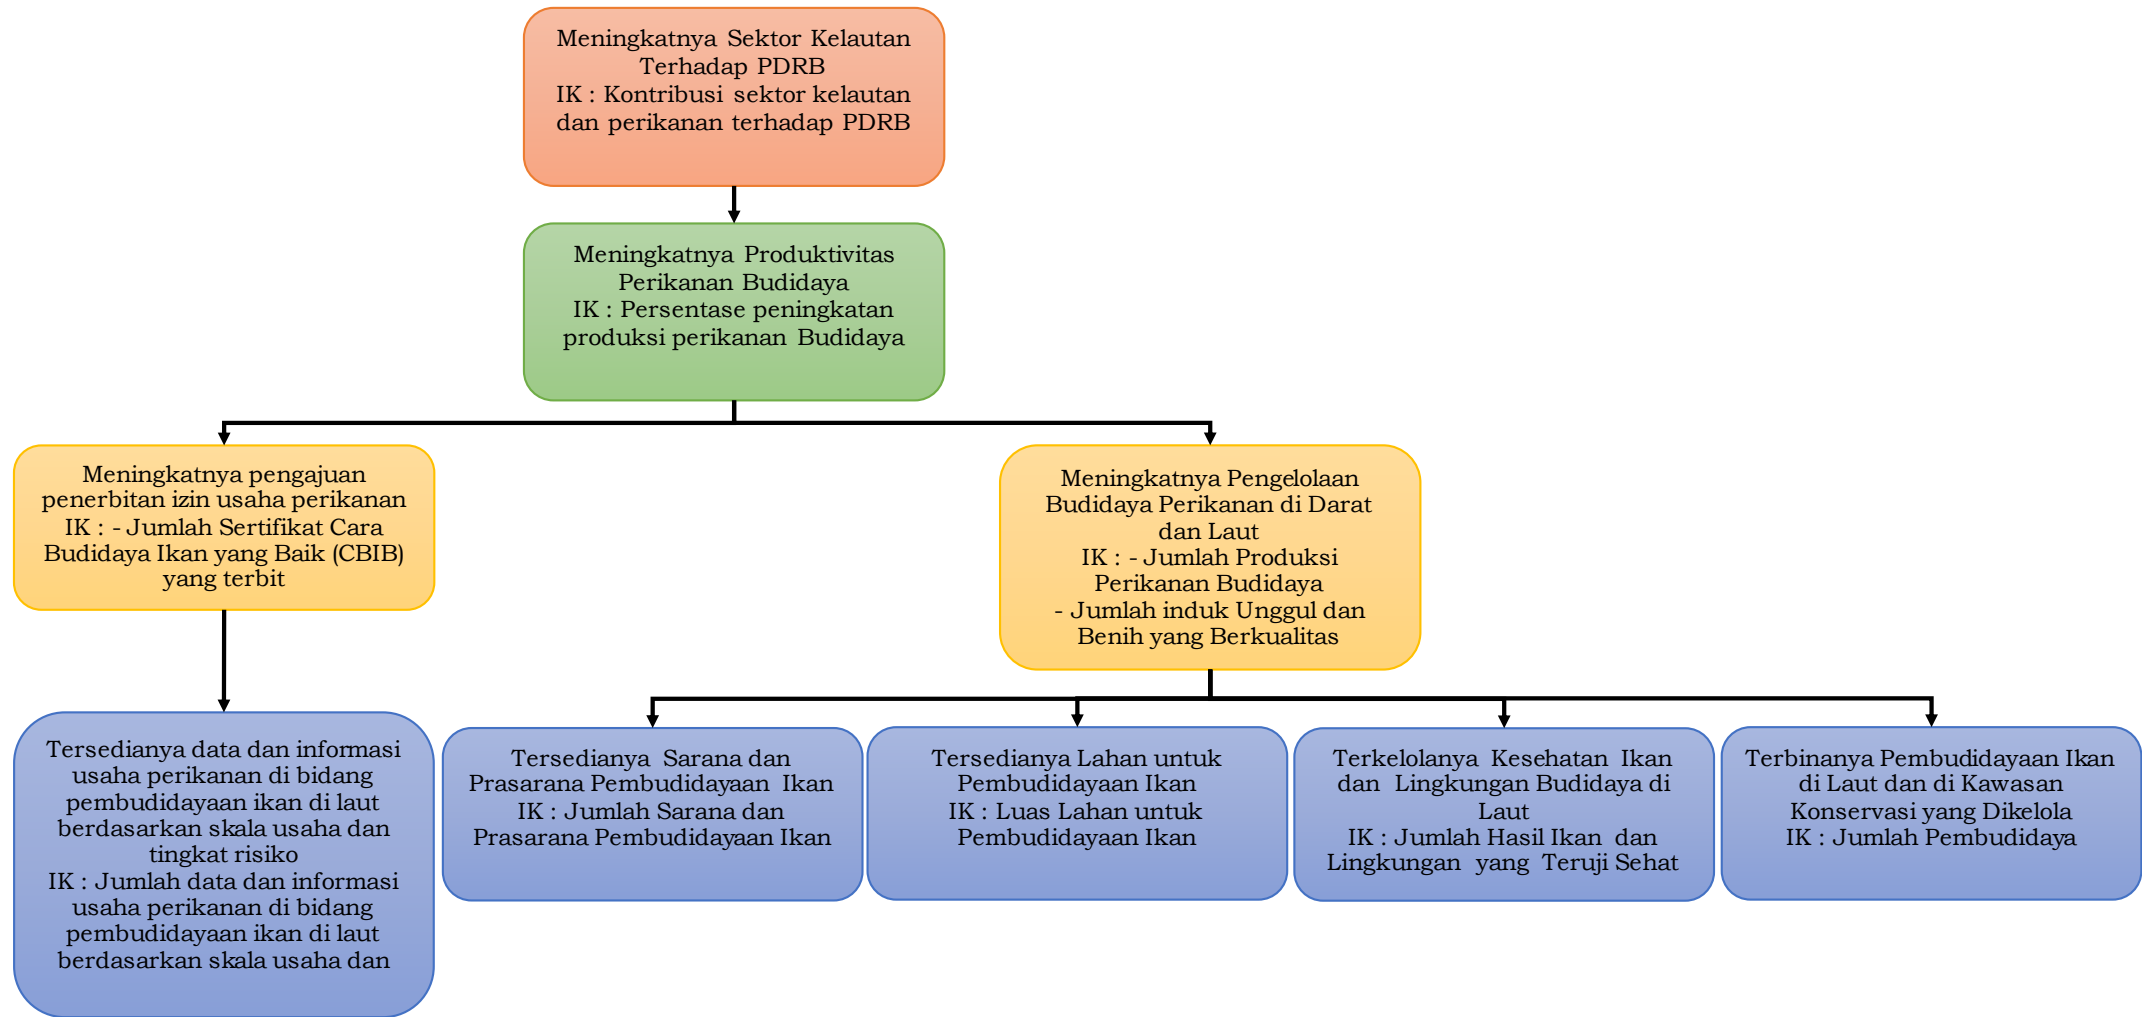 Meningkatnya Sektor Kelautan
Terhadap PDRB
IK : Kontribusi sektor kelautan
dan perikanan terhadap PDRB
Meningkatnya Produktivitas
Perikanan Budidaya
IK : Persentase peningkatan
produksi perikanan Budidaya
Meningkatnya pengajuan
penerbitan izin usaha perikanan
IK : - Jumlah Sertifikat Cara
Budidaya Ikan yang Baik (CBIB)
yang terbit
Meningkatnya Pengelolaan
Budidaya Perikanan di Darat
dan Laut
IK : - Jumlah Produksi
Perikanan Budidaya
- Jumlah induk Unggul dan
Benih yang Berkualitas
Tersedianya data dan informasi
usaha perikanan di bidang
pembudidayaan ikan di laut
berdasarkan skala usaha dan
tingkat risiko
IK : Jumlah data dan informasi
usaha perikanan di bidang
pembudidayaan ikan di laut
berdasarkan skala usaha dan
Tersedianya Sarana dan
Prasarana Pembudidayaan Ikan
IK : Jumlah Sarana dan
Prasarana Pembudidayaan Ikan
Tersedianya Lahan untuk
Pembudidayaan Ikan
IK : Luas Lahan untuk
Pembudidayaan Ikan
Terkelolanya Kesehatan Ikan
dan Lingkungan Budidaya di
Laut
IK : Jumlah Hasil Ikan dan
Lingkungan yang Teruji Sehat
Terbinanya Pembudidayaan Ikan
di Laut dan di Kawasan
Konservasi yang Dikelola
IK : Jumlah Pembudidaya